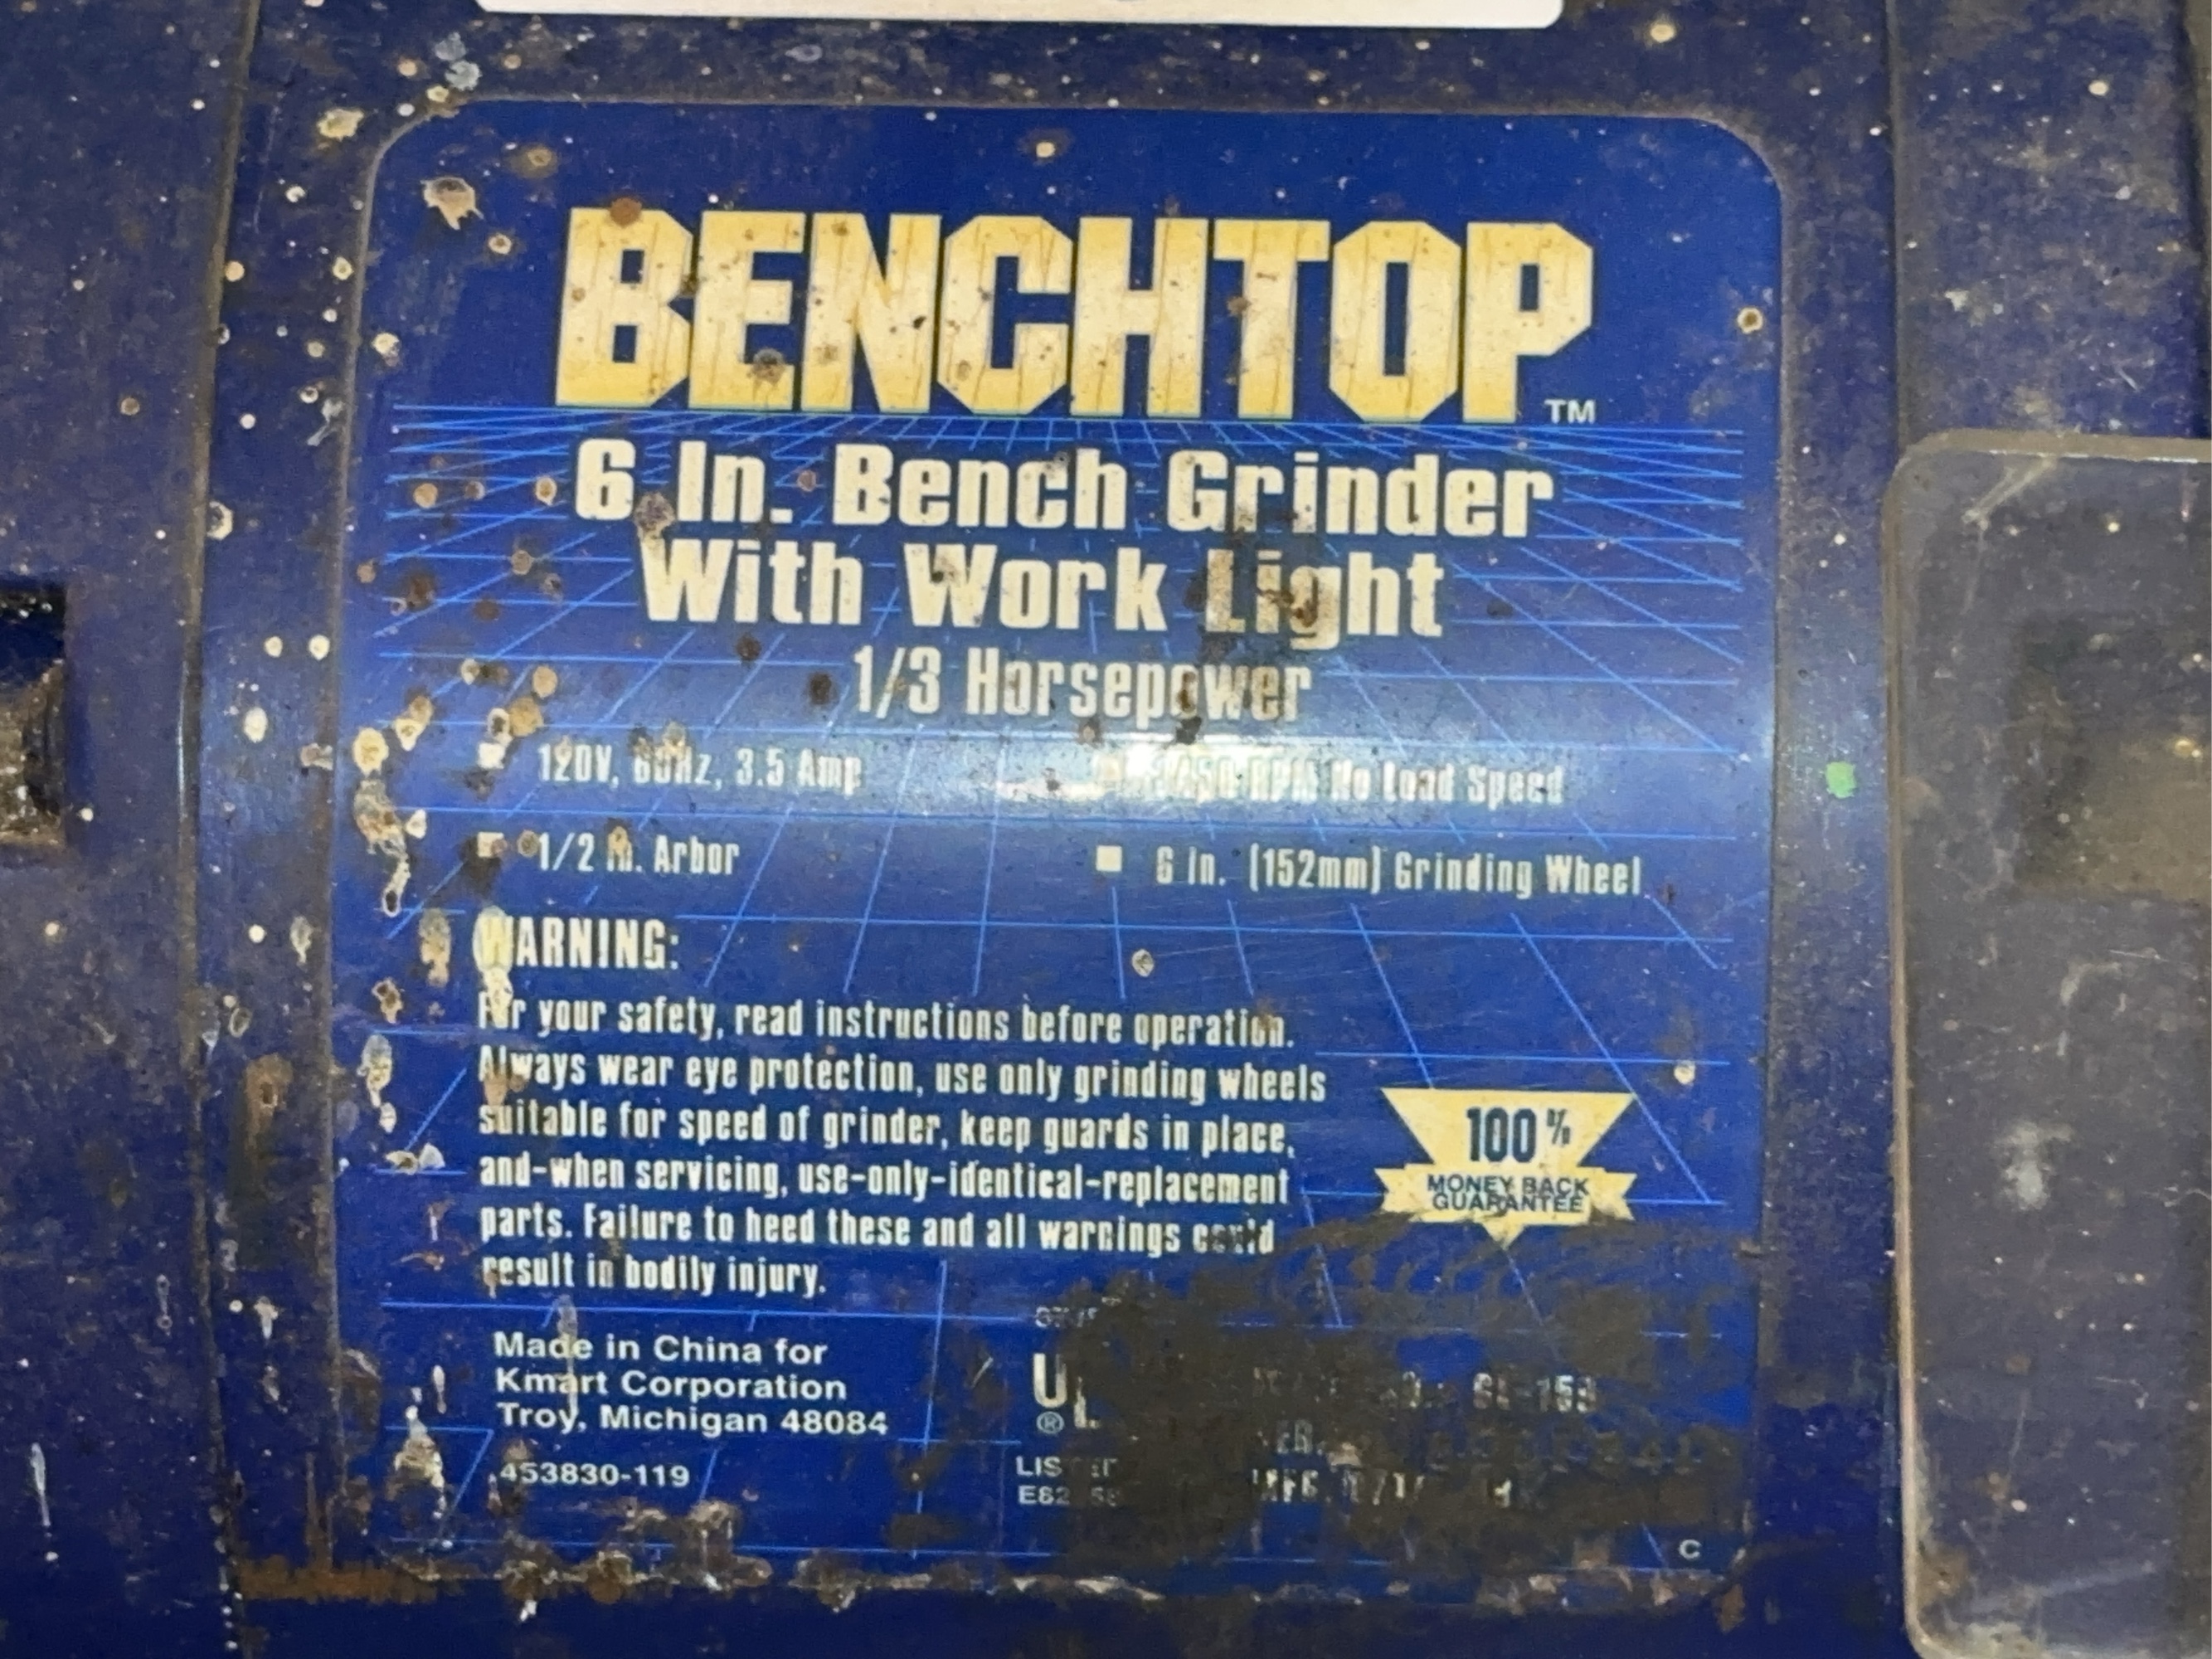 BENCHTOP
TM
6 In. Bench Grinder
With Work Light
1/3 Horsepower
120V, 60Hz, 3.5 Amp
3450 RPM No Load Speed
1/2 In. Arbor
6 In. (152mm) Grinding Wheel
WARNING:
For your safety, read instructions before operation.
Always wear eye protection, use only grinding wheels
suitable for speed of grinder, keep guards in place,
and-when servicing, use-only-identical-replacement
parts. Failure to heed these and all warnings could
result in bodily injury.
100%
MONEY BACK
GUARANTEE
Made in China for
Kmart Corporation
Troy, Michigan 48084
453830-119
UL
®
LISTED
C